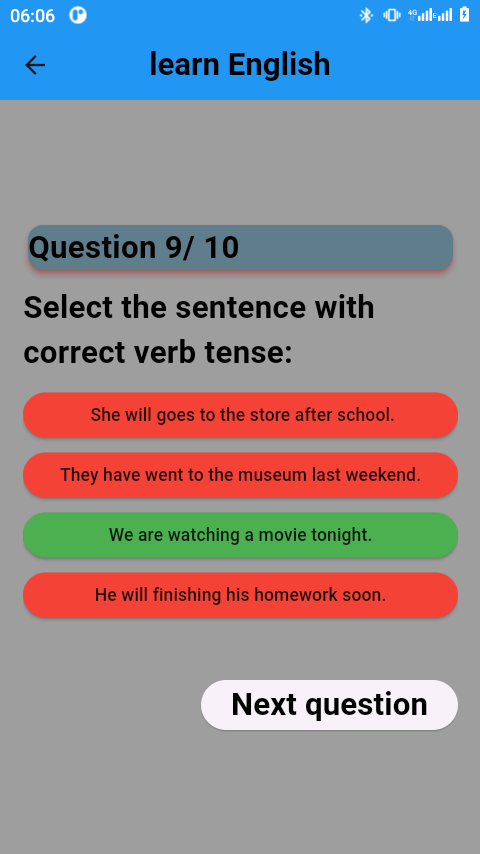 06:06
4G
learn English
Question 9/ 10
Select the sentence with
correct verb tense:
She will goes to the store after school.
They have went to the museum last weekend.
We are watching a movie tonight.
He will finishing his homework soon.
Next question